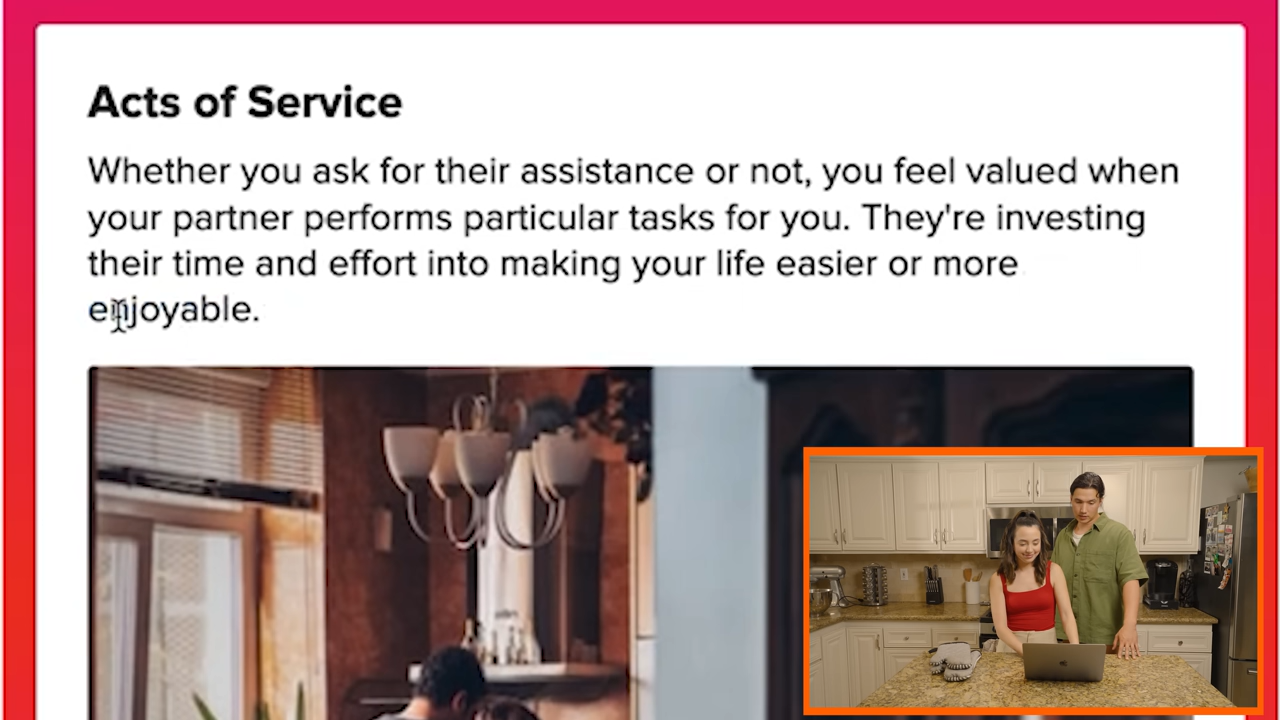 Acts of Service
Whether you ask for their assistance or not, you feel valued when
your partner performs particular tasks for you. They're investing
their time and effort into making your life easier or more
enjoyable.